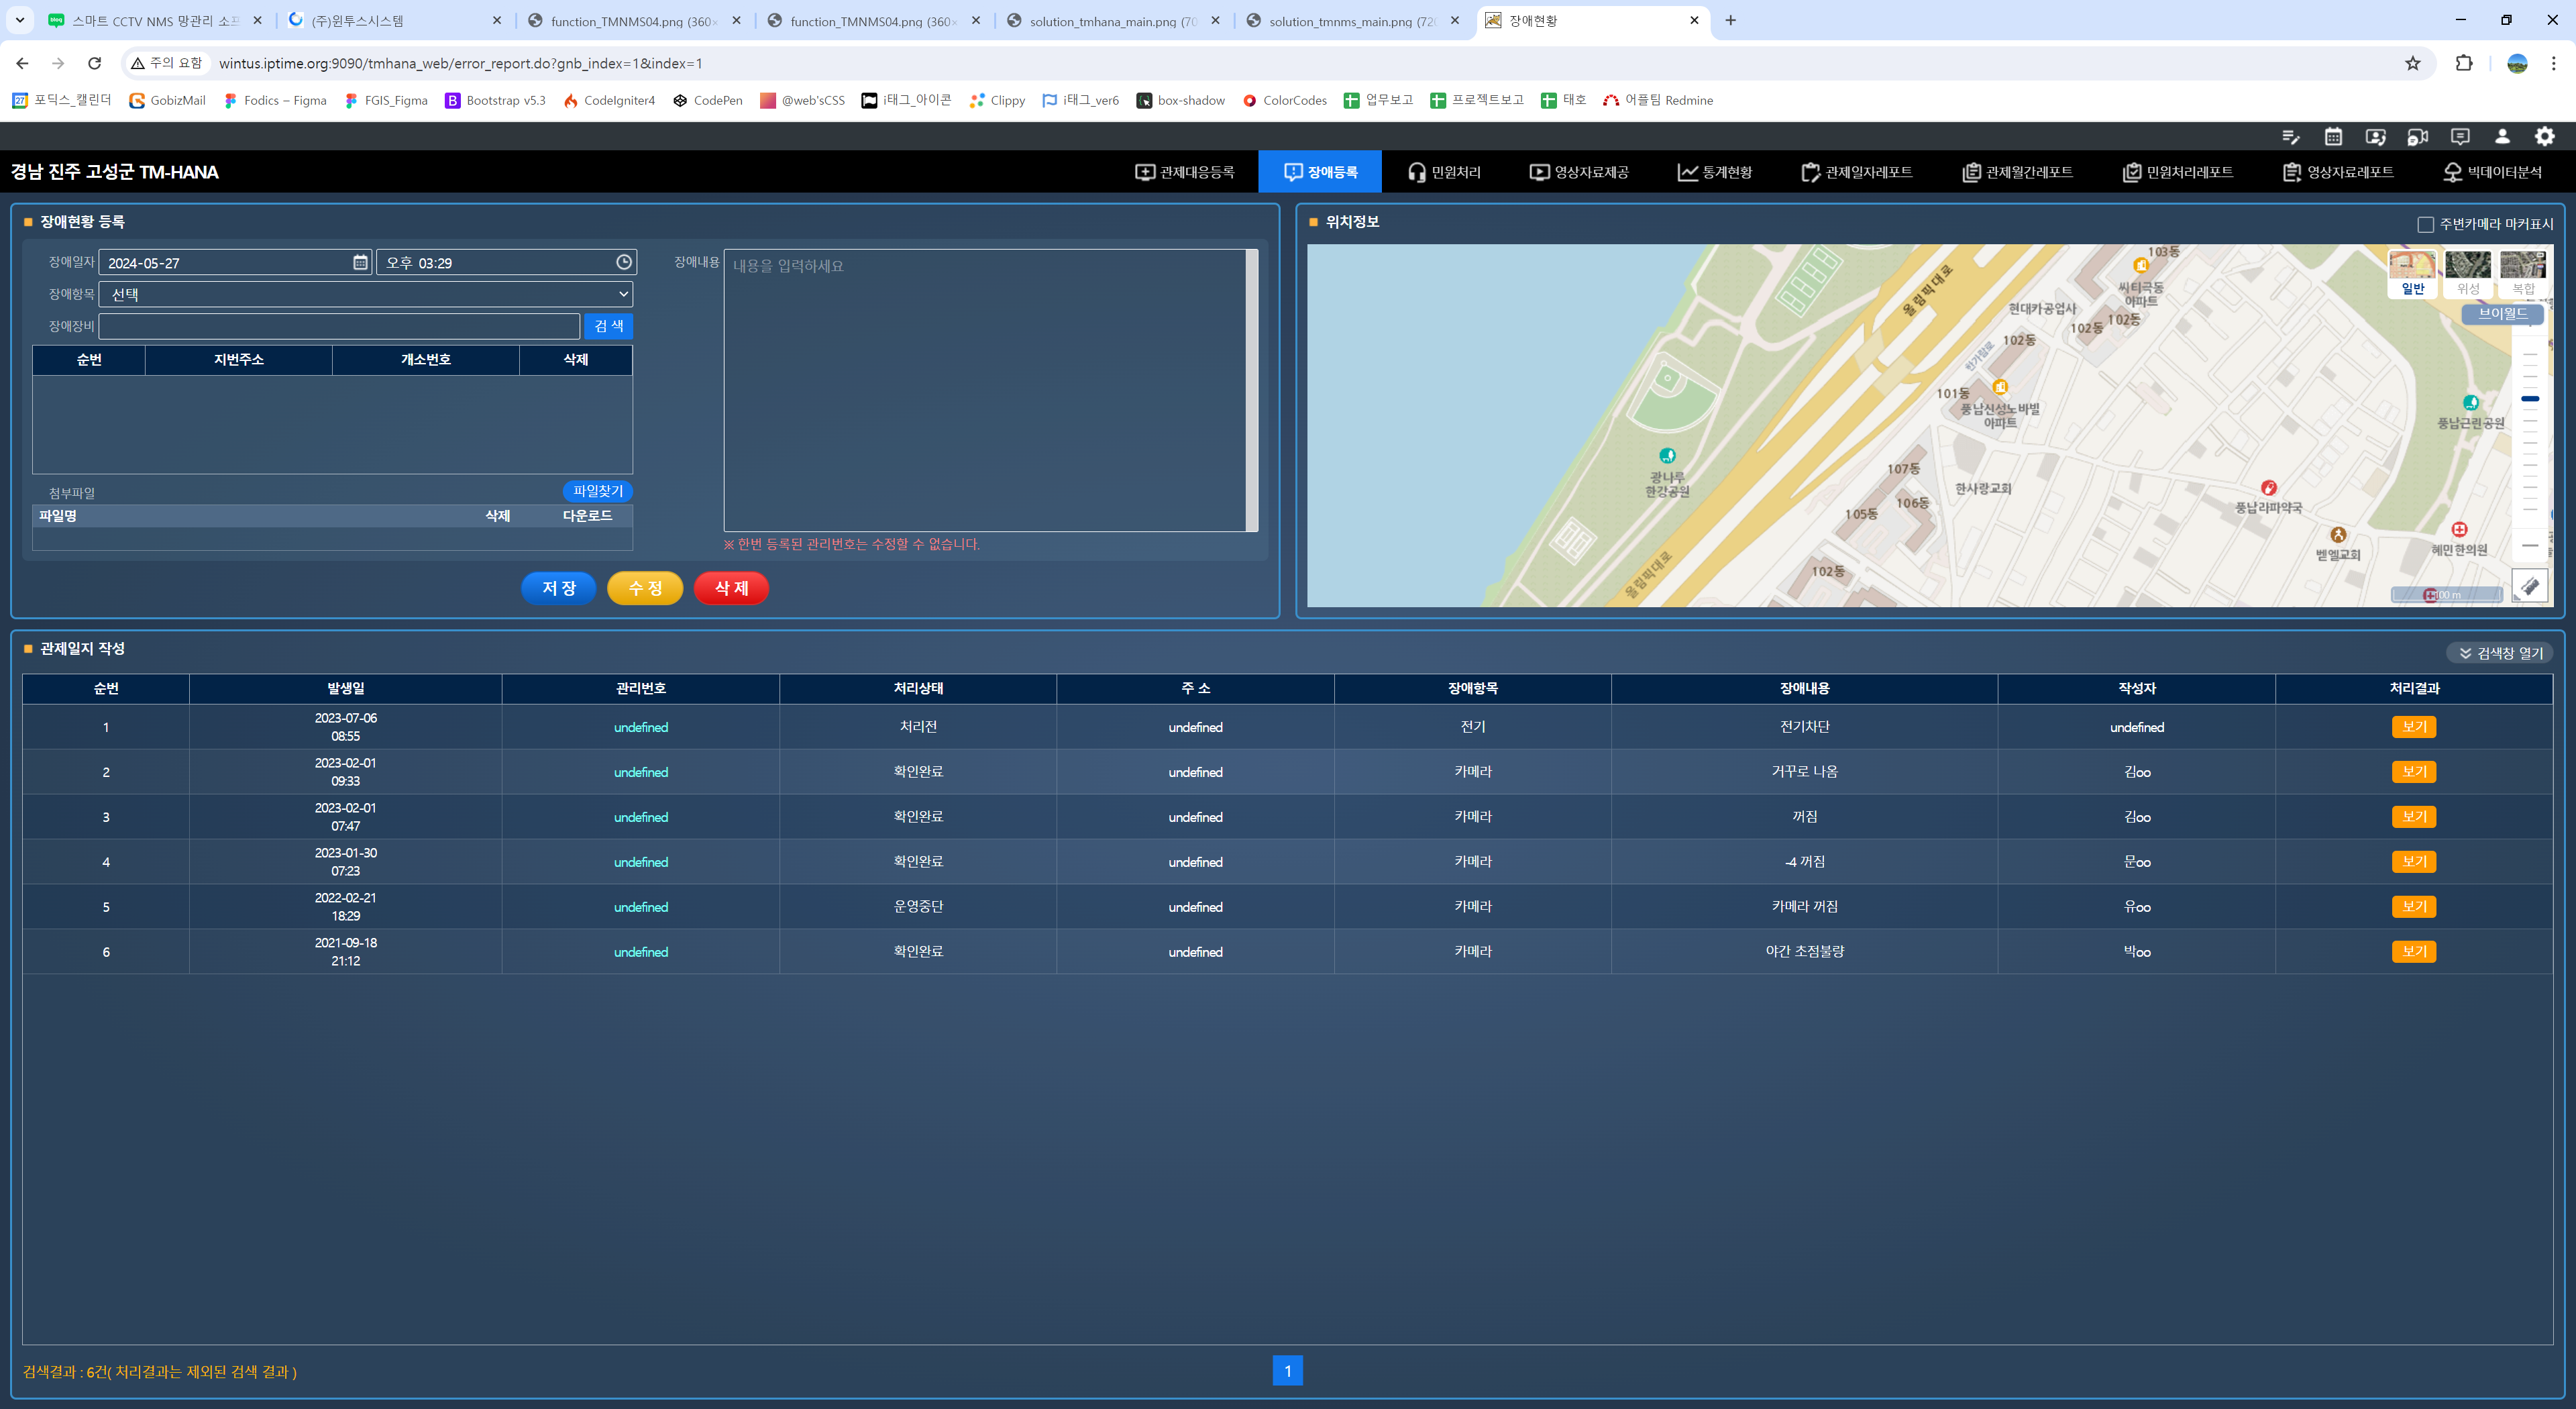 스마트 CCTV NMS 망관리 소프
(주)윈투스시스템
function_TMNMS04.png (360×
function_TMNMS04.png (360×
solution_tmhana_main.png (70
solution_tmnms_main.png (720
장애현황
주의 요함
wintus.iptime.org:9090/tmhana_web/error_report.do?gnb_index=1&index=1
27 포딕스_캘린더
GobizMail
Fodics – Figma
FGIS_Figma
B Bootstrap v5.3
CodeIgniter4
CodePen
@web'sCSS
i태그_아이콘
Clippy
i태그_ver6
box-shadow
ColorCodes
업무보고
프로젝트보고
태호
어플팀 Redmine
경남 진주 고성군 TM-HANA
관제대응등록
장애등록
민원처리
영상자료제공
통계현황
관제일자레포트
관제월간레포트
민원처리레포트
영상자료레포트
빅데이터분석
장애현황 등록
장애일자 2024-05-27 오후 03:29
장애항목 선택
장애장비 검 색
순번 지번주소 개소번호 삭제
첨부파일 파일찾기
파일명 삭제 다운로드
장애내용 내용을 입력하세요
※ 한번 등록된 관리번호는 수정할 수 없습니다.
저 장 수 정 삭 제
위치정보
주변카메라 마커표시
일반 위성 복합
브이월드
103동
씨티극동
아파트
현대카공업사
102동
102동
102동
올림픽대로
한가람로
101동
풍남신성노바빌
아파트
풍남근린공원
광나루
한강공원
107동
106동
105동
한사랑교회
풍납라파약국
벧엘교회
혜민한의원
102동
올림픽대로
100 m
관제일지 작성
검색창 열기
순번 발생일 관리번호 처리상태 주 소 장애항목 장애내용 작성자 처리결과
1 2023-07-06 08:55 undefined 처리전 undefined 전기 전기차단 undefined 보기
2 2023-02-01 09:33 undefined 확인완료 undefined 카메라 거꾸로 나옴 김oo 보기
3 2023-02-01 07:47 undefined 확인완료 undefined 카메라 꺼짐 김oo 보기
4 2023-01-30 07:23 undefined 확인완료 undefined 카메라 -4 꺼짐 문oo 보기
5 2022-02-21 18:29 undefined 운영중단 undefined 카메라 카메라 꺼짐 유oo 보기
6 2021-09-18 21:12 undefined 확인완료 undefined 카메라 야간 초점불량 박oo 보기
검색결과 : 6건( 처리결과는 제외된 검색 결과 )
1